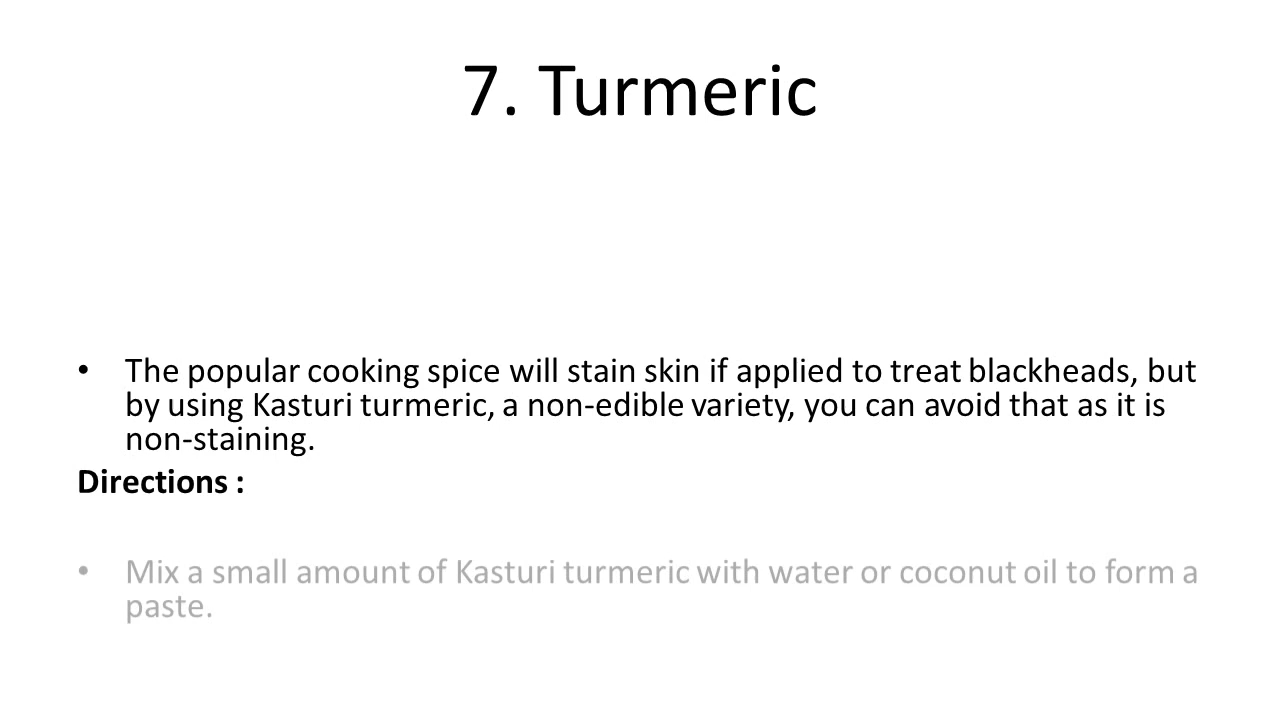 7. Turmeric
• The popular cooking spice will stain skin if applied to treat blackheads, but
by using Kasturi turmeric, a non-edible variety, you can avoid that as it is
non-staining.
Directions :
• Mix a small amount of Kasturi turmeric with water or coconut oil to form a
paste.